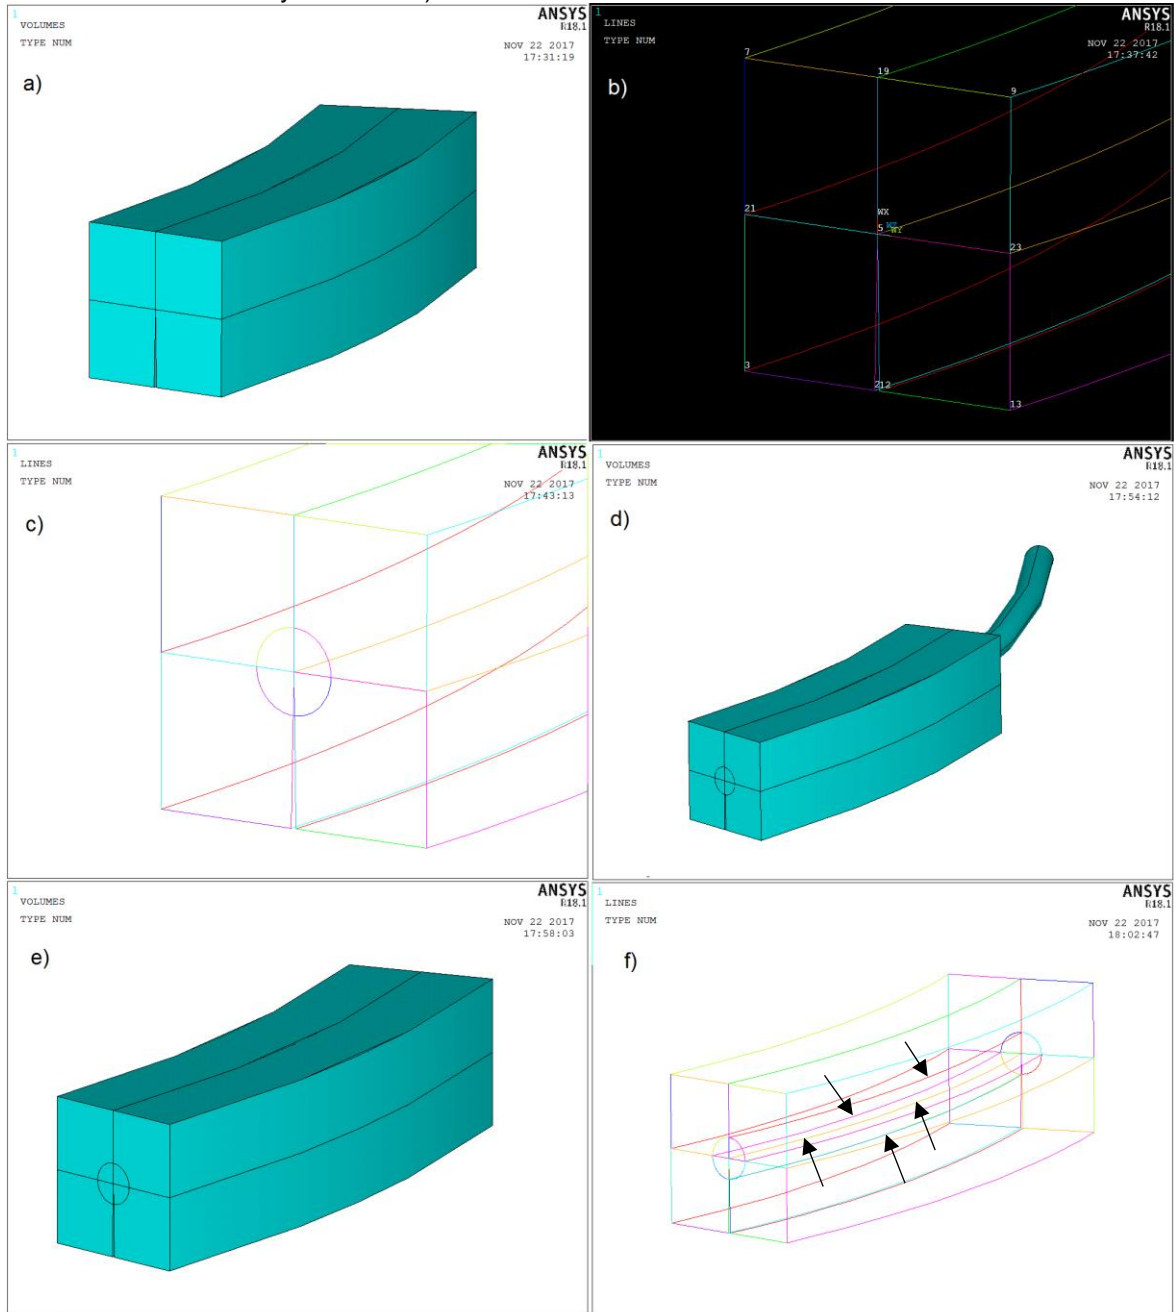 1
VOLUMES
TYPE NUM
ANSYS
R18.1
NOV 22 2017
17:31:19
a)
1
LINES
TYPE NUM
ANSYS
R18.1
NOV 22 2017
17:37:42
b)
7
19
9
21
WX
5
WY
23
3
12
13
1
LINES
TYPE NUM
ANSYS
R18.1
NOV 22 2017
17:43:13
c)
1
VOLUMES
TYPE NUM
ANSYS
R18.1
NOV 22 2017
17:54:12
d)
1
VOLUMES
TYPE NUM
ANSYS
R18.1
NOV 22 2017
17:58:03
e)
1
LINES
TYPE NUM
ANSYS
R18.1
NOV 22 2017
18:02:47
f)